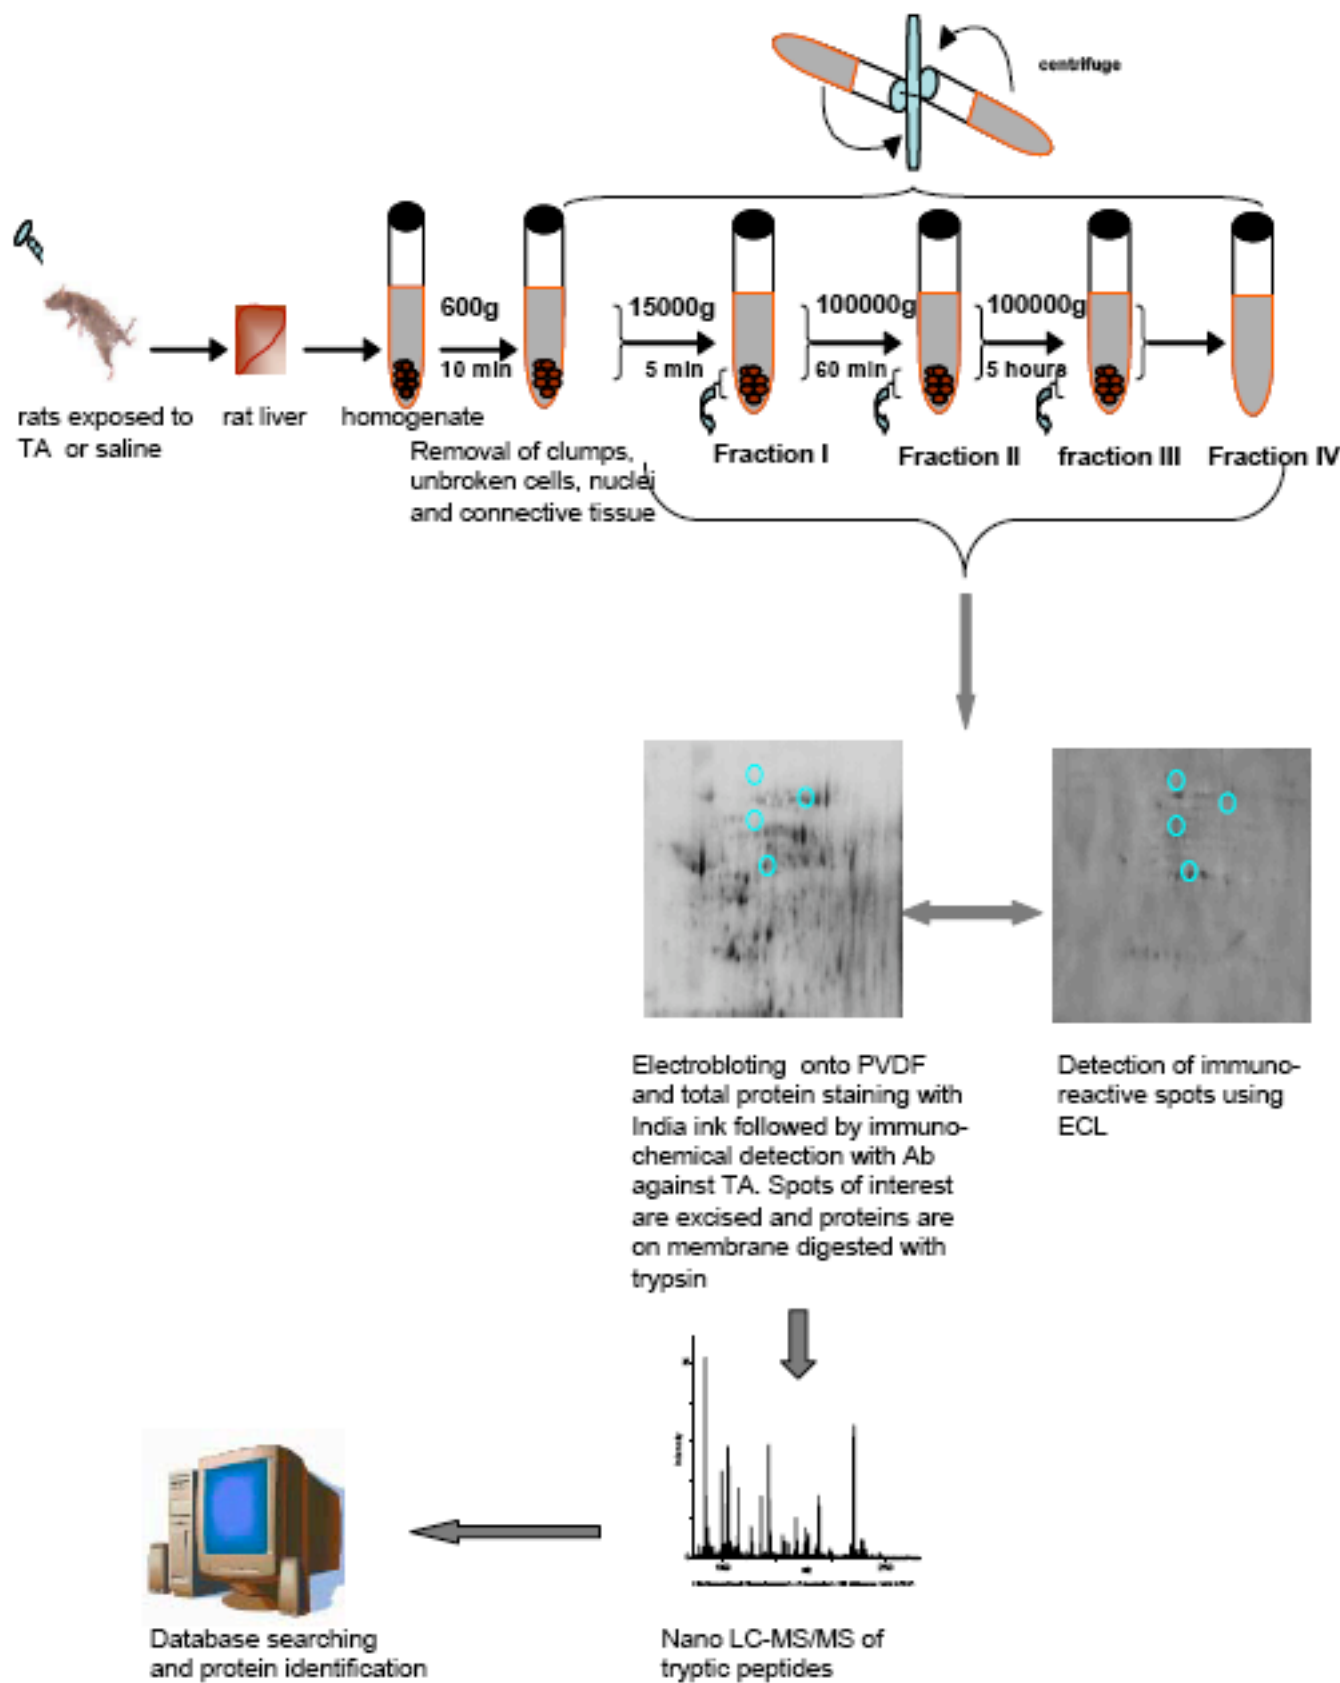 centrifuge
600g
15000g
100000g
100000g
10 min
5 min
60 min
5 hours
rats exposed to
TA or saline
rat liver
homogenate
Removal of clumps,
unbroken cells, nuclei
and connective tissue
Fraction I
Fraction II
fraction III
Fraction IV
Electrobloting onto PVDF
and total protein staining with
India ink followed by immuno-
chemical detection with Ab
against TA. Spots of interest
are excised and proteins are
on membrane digested with
trypsin
Detection of immuno-
reactive spots using
ECL
Intensity
Nano LC-MS/MS of
tryptic peptides
Database searching
and protein identification